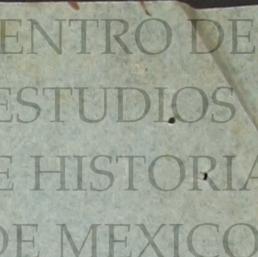 ENTRO DE
ESTUDIOS
E HISTORIA
DE MEXICO